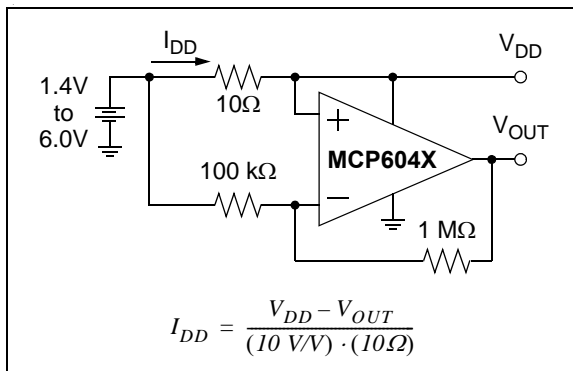 I_DD
1.4V
to
6.0V
10Ω
V_DD
V_OUT
+
MCP604X
−
100 kΩ
1 MΩ
I_DD = (V_DD − V_OUT) / ((10 V/V) · (10Ω))